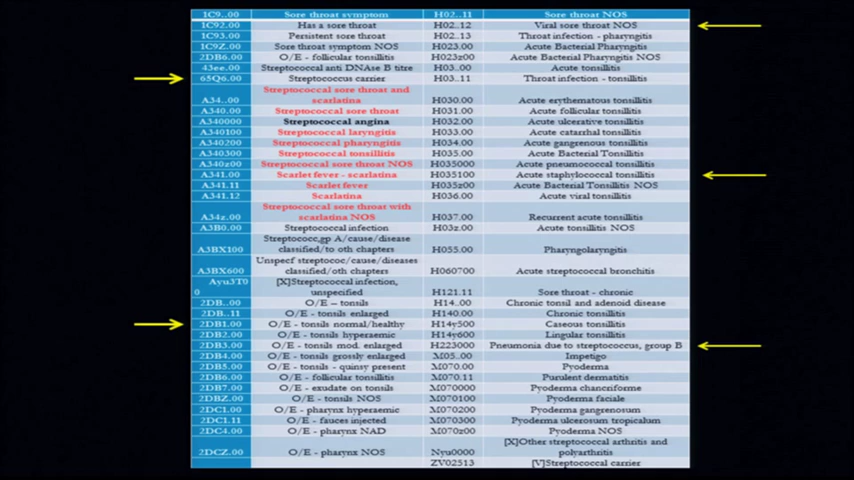 1C9..00 Sore throat symptom H02..11 Sore throat NOS
1C92.00 Has a sore throat H02..12 Viral sore throat NOS
1C93.00 Persistent sore throat H02..13 Throat infection - pharyngitis
1C9Z.00 Sore throat symptom NOS H023.00 Acute Bacterial Pharyngitis
2DB6.00 O/E - follicular tonsillitis H023z00 Acute Bacterial Pharyngitis NOS
43ee.00 Streptococcal anti DNAse B titre H03..00 Acute tonsillitis
65Q6.00 Streptococcus carrier H03..11 Throat infection - tonsillitis
Streptococcal sore throat and
A34..00 scarlatina H030.00 Acute erythematous tonsillitis
A340.00 Streptococcal sore throat H031.00 Acute follicular tonsillitis
A340000 Streptococcal angina H032.00 Acute ulcerative tonsillitis
A340100 Streptococcal laryngitis H033.00 Acute catarrhal tonsillitis
A340200 Streptococcal pharyngitis H034.00 Acute gangrenous tonsillitis
A340300 Streptococcal tonsillitis H035.00 Acute Bacterial Tonsillitis
A340z00 Streptococcal sore throat NOS H035000 Acute pneumococcal tonsillitis
A341.00 Scarlet fever - scarlatina H035100 Acute staphylococcal tonsillitis
A341.11 Scarlet fever H035z00 Acute Bacterial Tonsillitis NOS
A341.12 Scarlatina H036.00 Acute viral tonsillitis
Streptococcal sore throat with
A34z.00 scarlatina NOS H037.00 Recurrent acute tonsillitis
A3B0.00 Streptococcal infection H03z.00 Acute tonsillitis NOS
Streptococc,gp A/cause/disease
A3BX100 classified/to oth chapters H055.00 Pharyngolaryngitis
Unspecf streptococ/cause/diseases
A3BX600 classified/oth chapters H060700 Acute streptococcal bronchitis
Ayu3T0 [X]Streptococcal infection,
0 unspecified H121.11 Sore throat - chronic
2DB..00 O/E – tonsils H14..00 Chronic tonsil and adenoid disease
2DB..11 O/E - tonsils enlarged H140.00 Chronic tonsillitis
2DB1.00 O/E - tonsils normal/healthy H14y500 Caseous tonsillitis
2DB2.00 O/E - tonsils hyperaemic H14y600 Lingular tonsillitis
2DB3.00 O/E - tonsils mod. enlarged H223000 Pneumonia due to streptococcus, group B
2DB4.00 O/E - tonsils grossly enlarged M05..00 Impetigo
2DB5.00 O/E - tonsils - quinsy present M070.00 Pyoderma
2DB6.00 O/E - follicular tonsillitis M070.11 Purulent dermatitis
2DB7.00 O/E - exudate on tonsils M070000 Pyoderma chancriforme
2DBZ.00 O/E - tonsils NOS M070100 Pyoderma faciale
2DC1.00 O/E - pharynx hyperaemic M070200 Pyoderma gangrenosum
2DC1.11 O/E - fauces injected M070300 Pyoderma ulcerosum tropicalum
2DC4.00 O/E - pharynx NAD M070z00 Pyoderma NOS
[X]Other streptococcal arthritis and
2DCZ.00 O/E - pharynx NOS Nyu0000 polyarthritis
ZV02513 [V]Streptococcal carrier